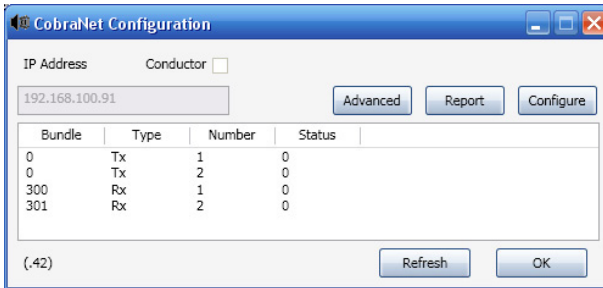 CobraNet Configuration
IP Address Conductor
192.168.100.91 Advanced Report Configure
Bundle Type Number Status
0 Tx 1 0
0 Tx 2 0
300 Rx 1 0
301 Rx 2 0
(.42) Refresh OK